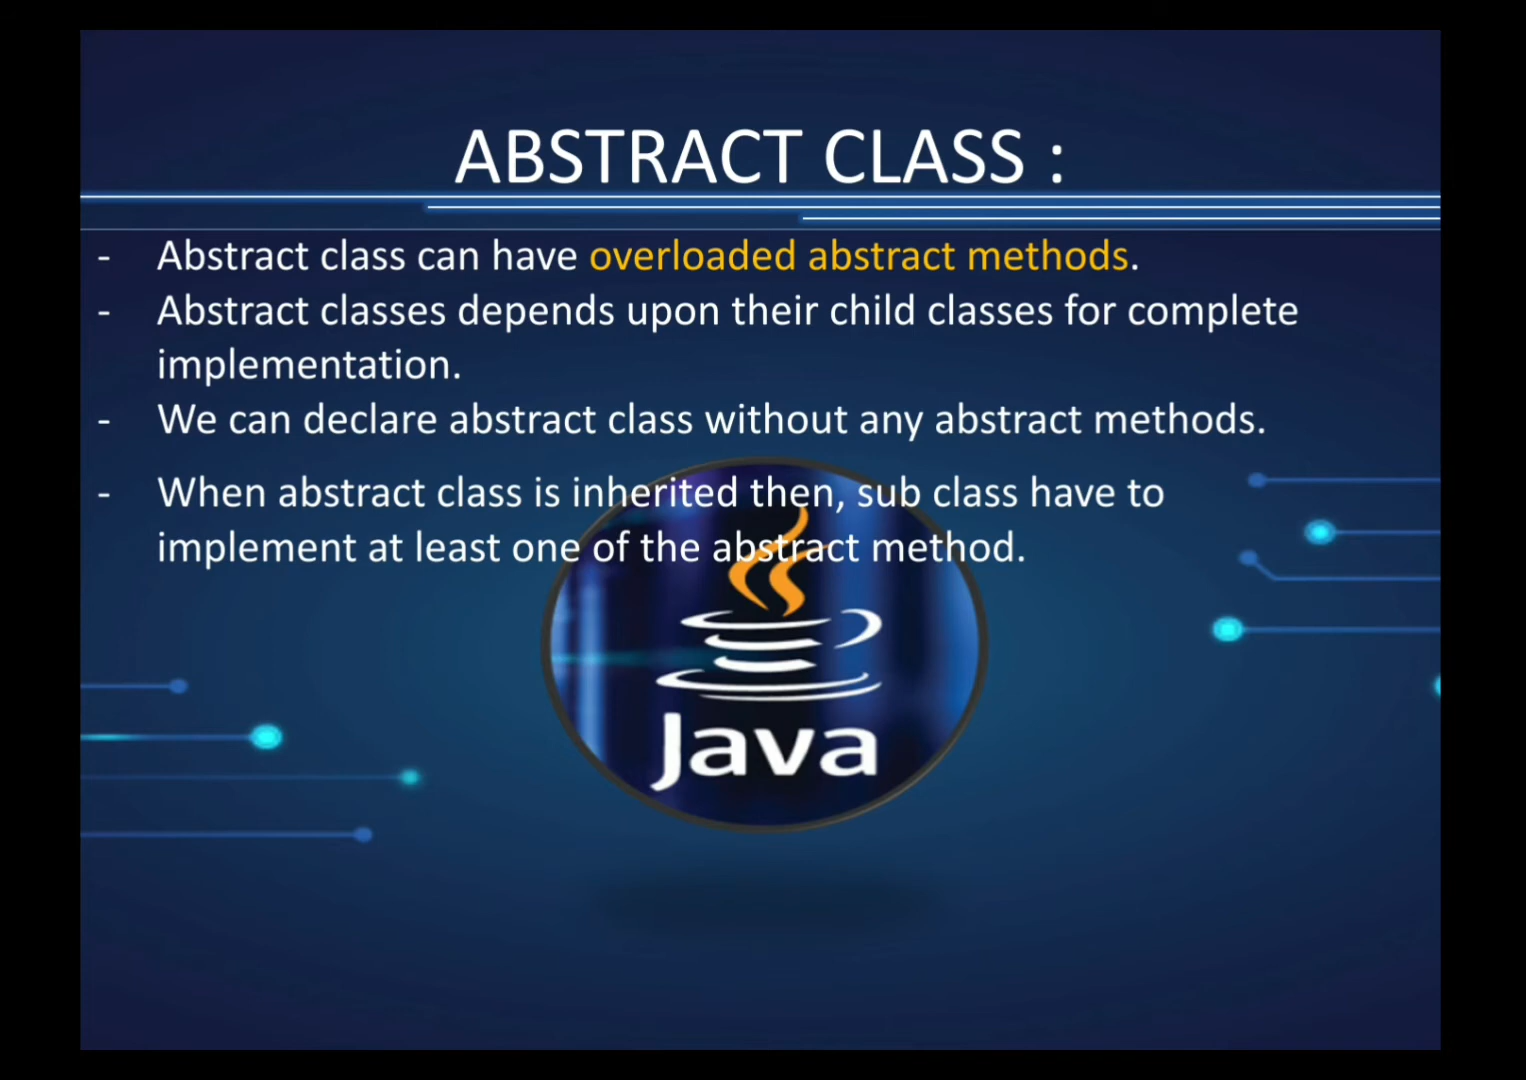 ABSTRACT CLASS :
- Abstract class can have overloaded abstract methods.
- Abstract classes depends upon their child classes for complete
implementation.
- We can declare abstract class without any abstract methods.
- When abstract class is inherited then, sub class have to
implement at least one of the abstract method.
Java